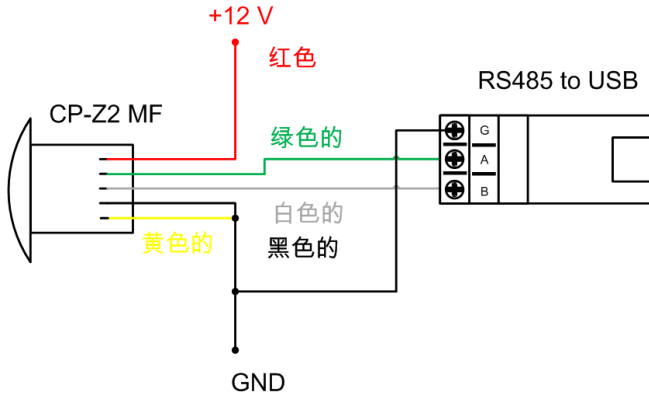 +12 V
红色
RS485 to USB
CP-Z2 MF
绿色的
G
A
B
白色的
黄色的
黑色的
GND